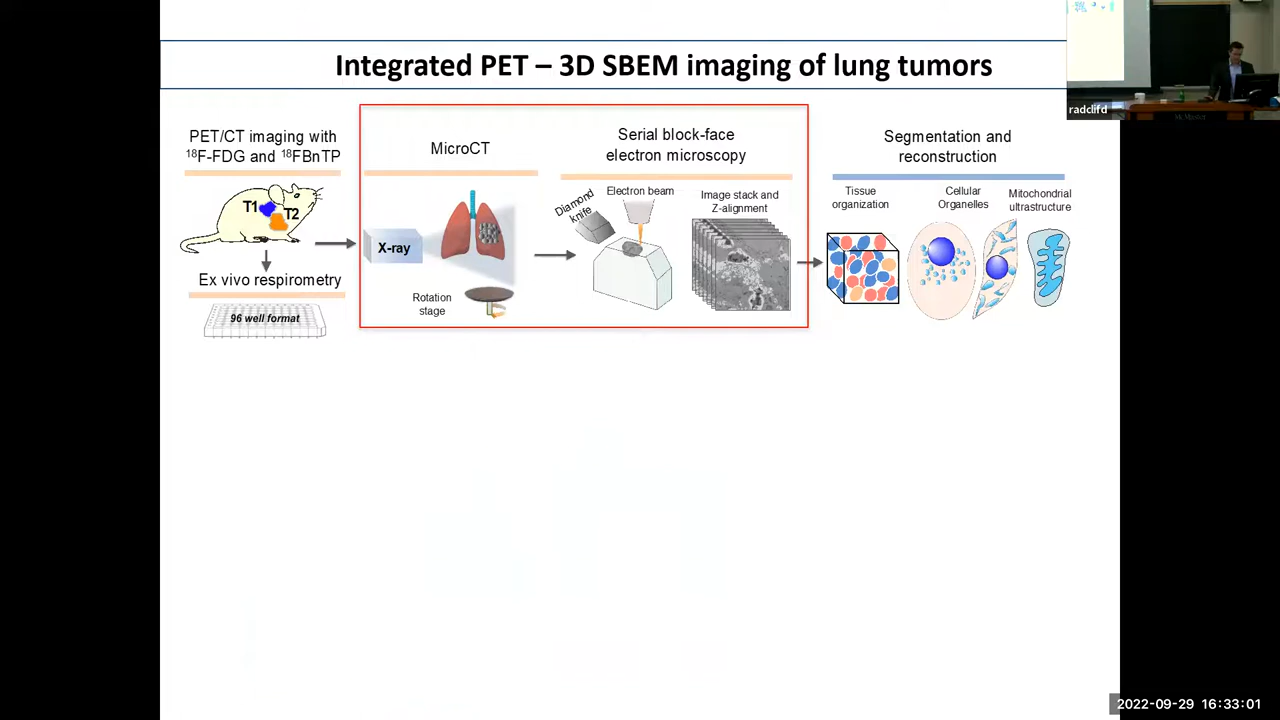 Integrated PET – 3D SBEM imaging of lung tumors
radclifd
McMaster
PET/CT imaging with
18F-FDG and 18FBnTP
T1
T2
Ex vivo respirometry
96 well format
MicroCT
X-ray
Rotation
stage
Serial block-face
electron microscopy
Diamond
knife
Electron beam
Image stack and
Z-alignment
Segmentation and
reconstruction
Tissue
organization
Cellular
Organelles
Mitochondrial
ultrastructure
2022-09-29 16:33:01